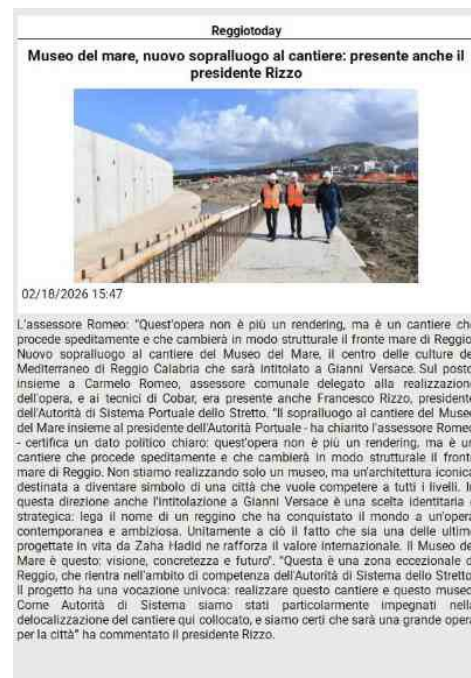 Reggiotoday
Museo del mare, nuovo sopralluogo al cantiere: presente anche il
presidente Rizzo
02/18/2026 15:47
L'assessore Romeo: "Quest'opera non è più un rendering, ma è un cantiere che
procede speditamente e che cambierà in modo strutturale il fronte mare di Reggio
Nuovo sopralluogo al cantiere del Museo del Mare, il centro delle culture de
Mediterraneo di Reggio Calabria che sarà intitolato a Gianni Versace. Sul posto
insieme a Carmelo Romeo, assessore comunale delegato alla realizzazion
dell'opera, e ai tecnici di Cobar, era presente anche Francesco Rizzo, president
dell'Autorità di Sistema Portuale dello Stretto. "Il sopralluogo al cantiere del Muse
del Mare insieme al presidente dell'Autorità Portuale - ha chiarito l'assessore Rome
- certifica un dato politico chiaro: quest'opera non è più un rendering, ma è un
cantiere che procede speditamente e che cambierà in modo strutturale il front
mare di Reggio. Non stiamo realizzando solo un museo, ma un'architettura iconica
destinata a diventare simbolo di una città che vuole competere a tutti i livelli. I
questa direzione anche l'intitolazione a Gianni Versace è una scelta identitaria
strategica: lega il nome di un reggino che ha conquistato il mondo a un'opera
contemporanea e ambiziosa. Unitamente a ciò il fatto che sia una delle ultime
progettate in vita da Zaha Hadid ne rafforza il valore internazionale. Il Museo de
Mare è questo: visione, concretezza e futuro". "Questa è una zona eccezionale d
Reggio, che rientra nell'ambito di competenza dell'Autorità di Sistema dello Stretto
Il progetto ha una vocazione univoca: realizzare questo cantiere e questo museo
Come Autorità di Sistema siamo stati particolarmente impegnati nella
delocalizzazione del cantiere qui collocato, e siamo certi che sarà una grande opera
per la città" ha commentato il presidente Rizzo.